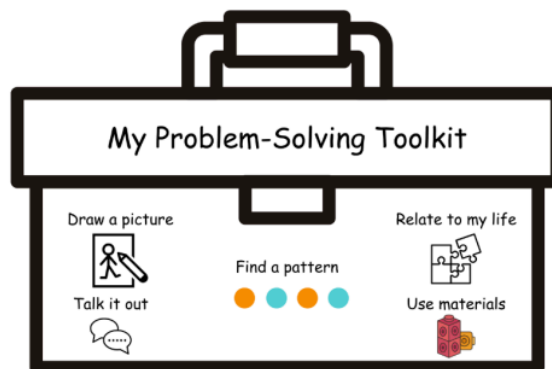 My Problem-Solving Toolkit
Draw a picture
Relate to my life
Find a pattern
Talk it out
Use materials